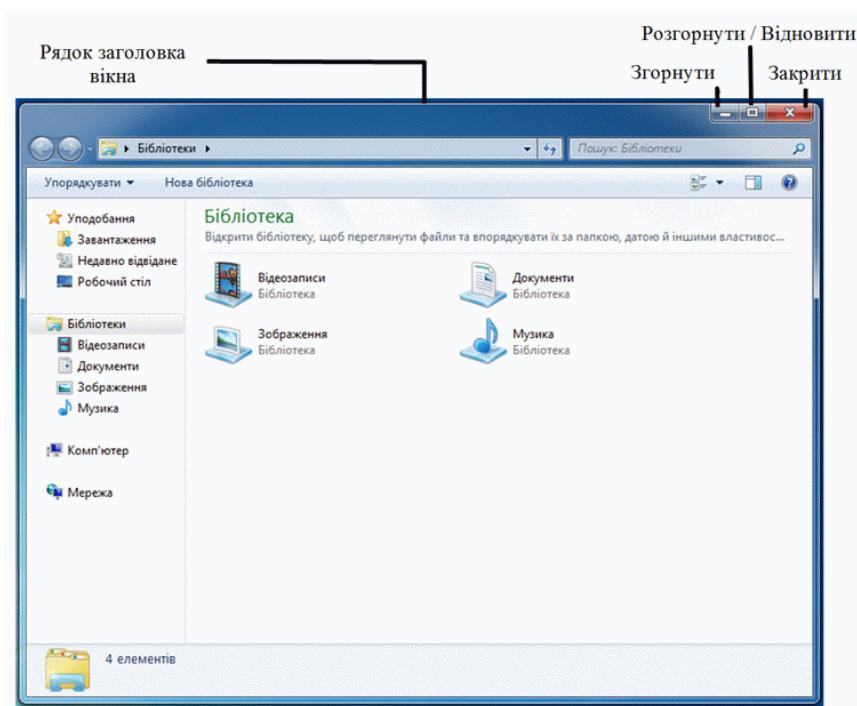 Розгорнути / Відновити
Рядок заголовка
вікна
Згорнути
Закрити
Бібліотеки
Пошук: Бібліотеки
Упорядкувати
Нова бібліотека
Уподобання
Завантаження
Недавно відвідане
Робочий стіл
Бібліотеки
Відеозаписи
Документи
Зображення
Музика
Комп'ютер
Мережа
Бібліотека
Відкрити бібліотеку, щоб переглянути файли та впорядкувати їх за папкою, датою й іншими властивос...
Відеозаписи
Бібліотека
Документи
Бібліотека
Зображення
Бібліотека
Музика
Бібліотека
4 елементів